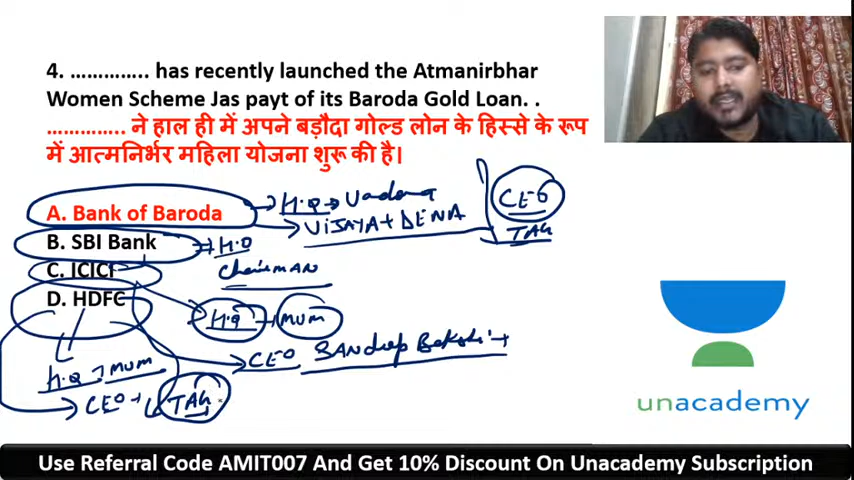 4. ………….. has recently launched the Atmanirbhar
Women Scheme Jas payt of its Baroda Gold Loan. .
………….. ने हाल ही में अपने बड़ौदा गोल्ड लोन के हिस्से के रूप
में आत्मनिर्भर महिला योजना शुरू की है।
A. Bank of Baroda
H.Q → Vadodra
VIJAYA + DENA
CEO
TAG
B. SBI Bank
H.O
Chairman
C. ICICI
D. HDFC
H.Q → MUM
CEO Sandeep Bakshi
H.Q → MUM
CEO → TAG
unacademy
Use Referral Code AMIT007 And Get 10% Discount On Unacademy Subscription